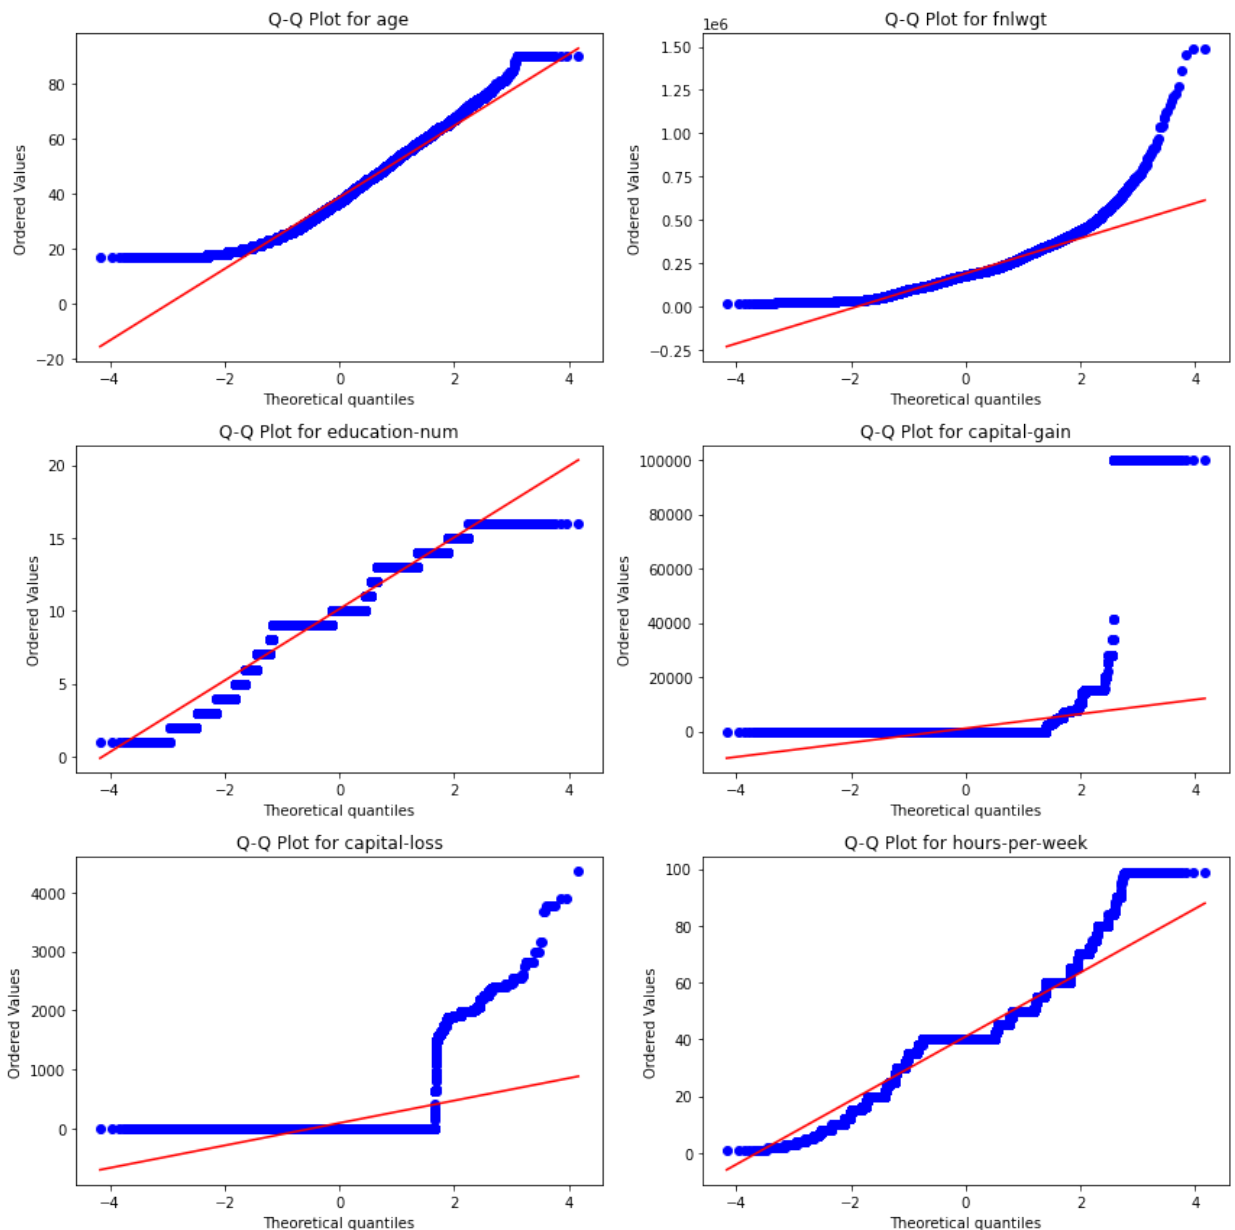 Q-Q Plot for age
80
60
40
20
0
−20
Ordered Values
−4 −2 0 2 4
Theoretical quantiles
Q-Q Plot for fnlwgt
1e6
1.50
1.25
1.00
0.75
0.50
0.25
0.00
−0.25
Ordered Values
−4 −2 0 2 4
Theoretical quantiles
Q-Q Plot for education-num
20
15
10
5
0
Ordered Values
−4 −2 0 2 4
Theoretical quantiles
Q-Q Plot for capital-gain
100000
80000
60000
40000
20000
0
Ordered Values
−4 −2 0 2 4
Theoretical quantiles
Q-Q Plot for capital-loss
4000
3000
2000
1000
0
Ordered Values
−4 −2 0 2 4
Theoretical quantiles
Q-Q Plot for hours-per-week
100
80
60
40
20
0
Ordered Values
−4 −2 0 2 4
Theoretical quantiles